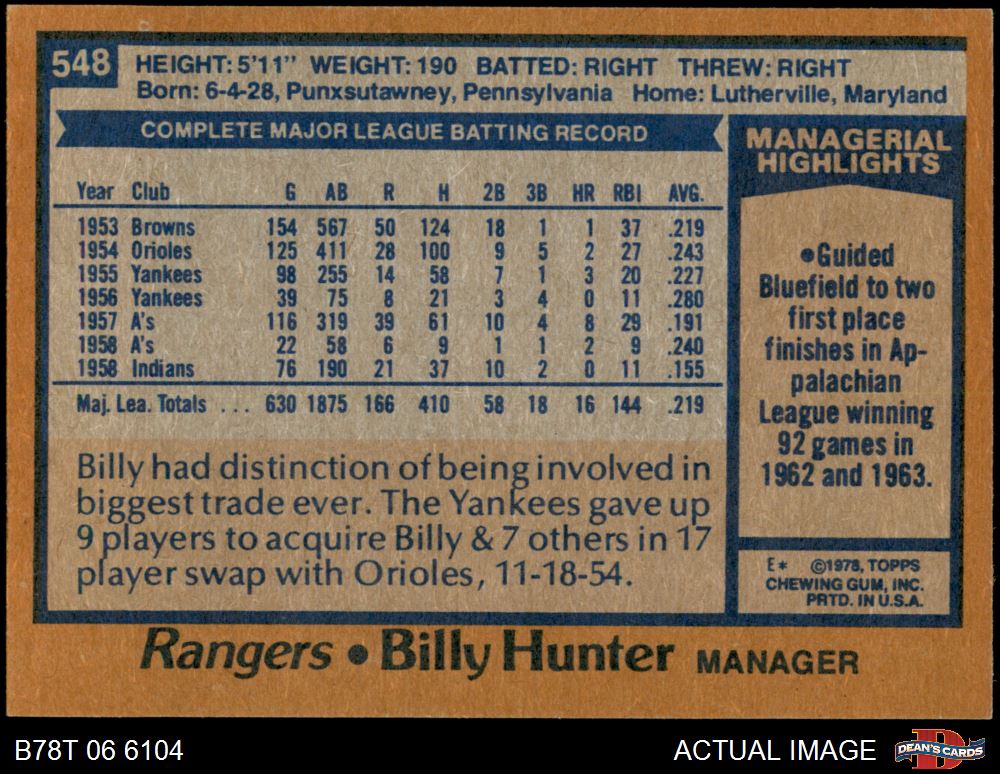 548
HEIGHT: 5'11" WEIGHT: 190 BATTED: RIGHT THREW: RIGHT
Born: 6-4-28, Punxsutawney, Pennsylvania Home: Lutherville, Maryland
COMPLETE MAJOR LEAGUE BATTING RECORD
Year Club G AB R H 2B 3B HR RBI AVG.
1953 Browns 154 567 50 124 18 1 1 37 .219
1954 Orioles 125 411 28 100 9 5 2 27 .243
1955 Yankees 98 255 14 58 7 1 3 20 .227
1956 Yankees 39 75 8 21 3 4 0 11 .280
1957 A's 116 319 39 61 10 4 8 29 .191
1958 A's 22 58 6 9 1 1 2 9 .240
1958 Indians 76 190 21 37 10 2 0 11 .155
Maj. Lea. Totals ... 630 1875 166 410 58 18 16 144 .219
Billy had distinction of being involved in
biggest trade ever. The Yankees gave up
9 players to acquire Billy & 7 others in 17
player swap with Orioles, 11-18-54.
MANAGERIAL
HIGHLIGHTS
•Guided
Bluefield to two
first place
finishes in Ap-
palachian
League winning
92 games in
1962 and 1963.
E* ©1978, TOPPS
CHEWING GUM, INC.
PRTD. IN U.S.A.
Rangers • Billy Hunter MANAGER
B78T 06 6104
ACTUAL IMAGE
D
DEAN'S CARDS